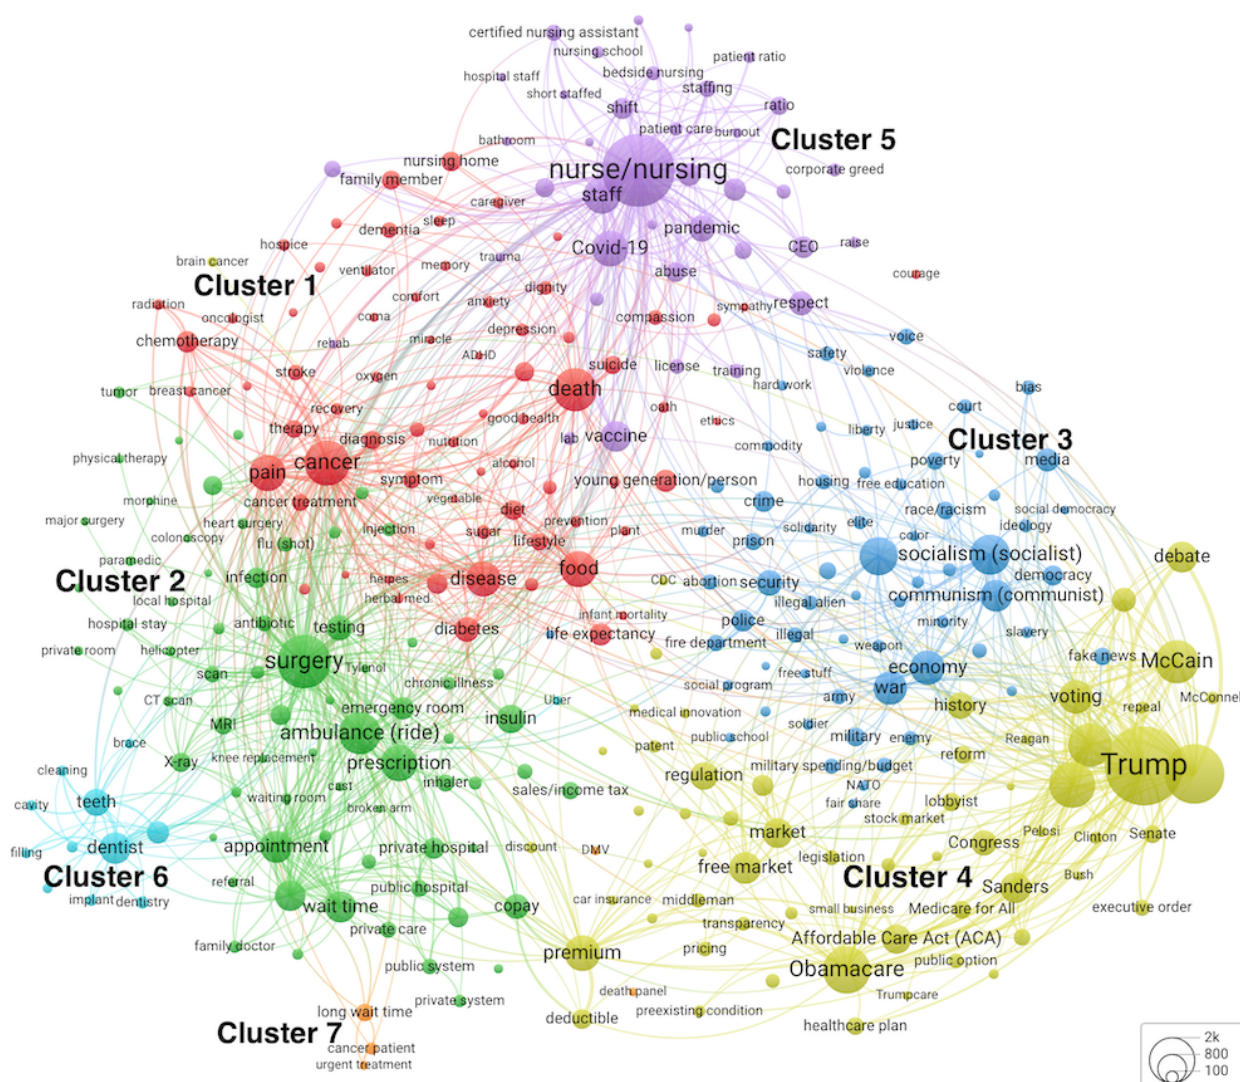 certified nursing assistant
nursing school
patient ratio
hospital staff
bedside nursing
short staffed
staffing
shift
ratio
patient care
burnout
Cluster 5
bathroom
nursing home
nurse/nursing
corporate greed
family member
staff
caregiver
sleep
dementia
pandemic
hospice
Covid-19
CEO
raise
brain cancer
ventilator
memory
trauma
abuse
courage
Cluster 1
dignity
comfort
anxiety
radiation
oncologist
coma
compassion
sympathy
respect
chemotherapy
rehab
miracle
depression
voice
ADHD
safety
stroke
oxygen
suicide
license
training
violence
tumor
breast cancer
death
hard work
bias
recovery
good health
oath
ethics
court
therapy
diagnosis
nutrition
lab
vaccine
commodity
liberty
justice
Cluster 3
physical therapy
pain
cancer
alcohol
poverty
media
symptom
young generation/person
housing
free education
morphine
cancer treatment
vegetable
diet
crime
race/racism
social democracy
major surgery
heart surgery
injection
prevention
plant
murder
solidarity
elite
ideology
colonoscopy
flu (shot)
sugar
lifestyle
prison
color
paramedic
socialism (socialist)
debate
Cluster 2
infection
herpes
disease
food
CDC
abortion
security
democracy
local hospital
herbal med.
illegal alien
communism (communist)
hospital stay
antibiotic
testing
diabetes
infant mortality
life expectancy
police
illegal
minority
slavery
private room
helicopter
fire department
weapon
surgery
Tylenol
fake news
McCain
scan
chronic illness
free stuff
economy
CT scan
social program
war
emergency room
Uber
army
voting
McConnel
MRI
insulin
medical innovation
history
repeal
brace
ambulance (ride)
soldier
public school
military
enemy
Reagan
X-ray
knee replacement
prescription
patent
reform
cleaning
cast
inhaler
regulation
military spending/budget
Trump
teeth
waiting room
sales/income tax
NATO
cavity
broken arm
fair share
lobbyist
stock market
market
Pelosi
Clinton
Senate
filling
dentist
appointment
private hospital
discount
DMV
Congress
free market
legislation
Cluster 6
referral
public hospital
Cluster 4
Bush
Sanders
implant
dentistry
wait time
copay
car insurance
middleman
small business
Medicare for All
executive order
private care
transparency
family doctor
premium
pricing
Affordable Care Act (ACA)
public system
Obamacare
public option
private system
death panel
Trumpcare
long wait time
deductible
preexisting condition
healthcare plan
Cluster 7
cancer patient
urgent treatment
2k
800
100